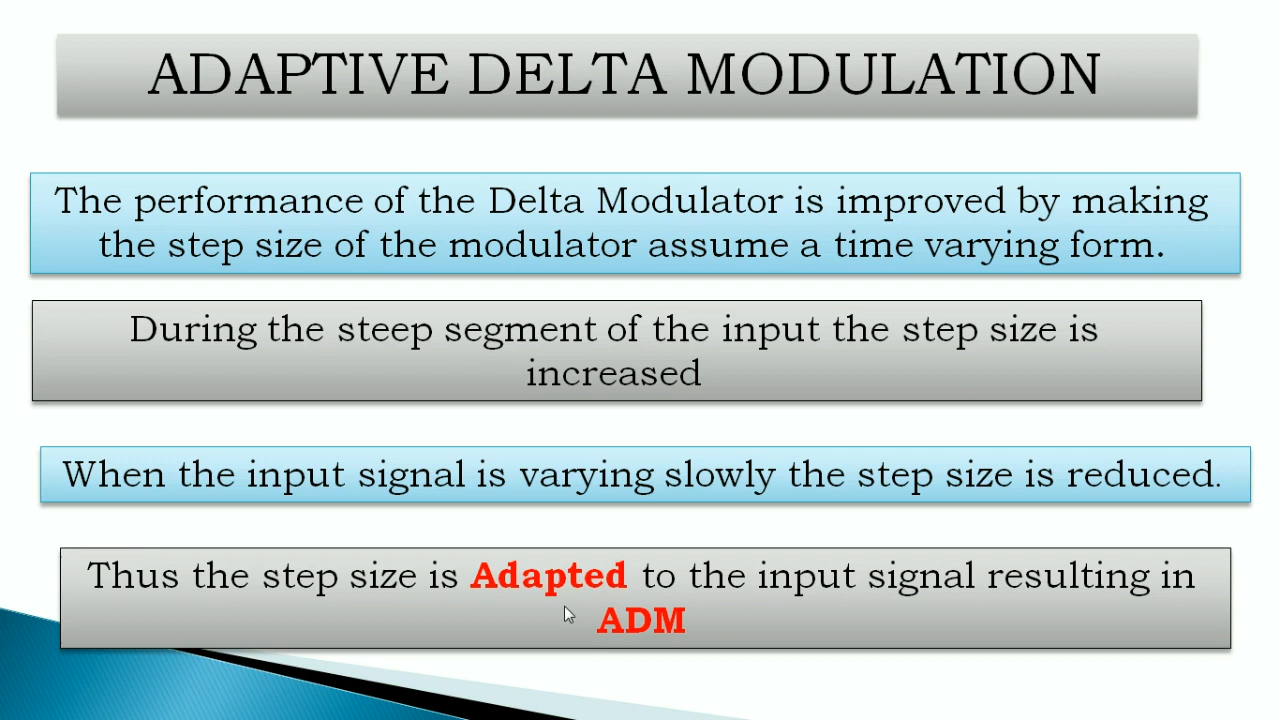 ADAPTIVE DELTA MODULATION
The performance of the Delta Modulator is improved by making
the step size of the modulator assume a time varying form.
During the steep segment of the input the step size is
increased
When the input signal is varying slowly the step size is reduced.
Thus the step size is Adapted to the input signal resulting in
ADM